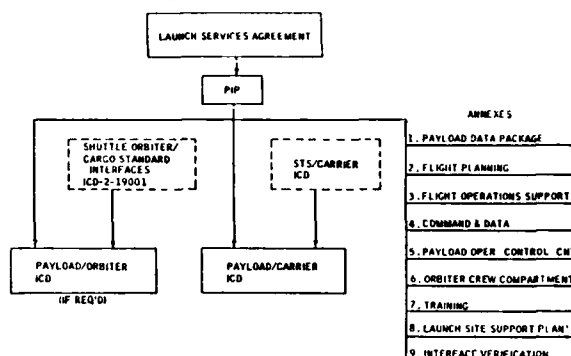 LAUNCH SERVICES AGREEMENT
PIP
SHUTTLE ORBITER/
CARGO STANDARD
INTERFACES
ICD-2-19001
STS/CARRIER
ICD
PAYLOAD/ORBITER
ICD
(IF REQ'D)
PAYLOAD/CARRIER
ICD
ANNEXES
1. PAYLOAD DATA PACKAGE
2. FLIGHT PLANNING
3. FLIGHT OPERATIONS SUPPORT
4. COMMAND & DATA
5. PAYLOAD OPER CONTROL CNT
6. ORBITER CREW COMPARTMENT
7. TRAINING
8. LAUNCH SITE SUPPORT PLAN
9. INTERFACE VERIFICATION